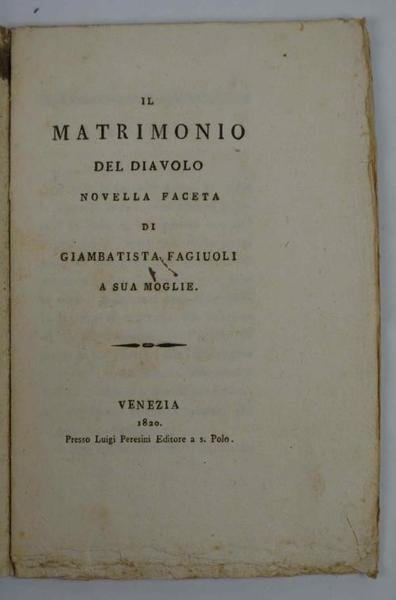 IL
MATRIMONIO
DEL DIAVOLO
NOVELLA FACETA
DI
GIAMBATISTA FAGIUOLI
A SUA MOGLIE.
VENEZIA
1820.
Presso Luigi Peresini Editore a s. Polo.